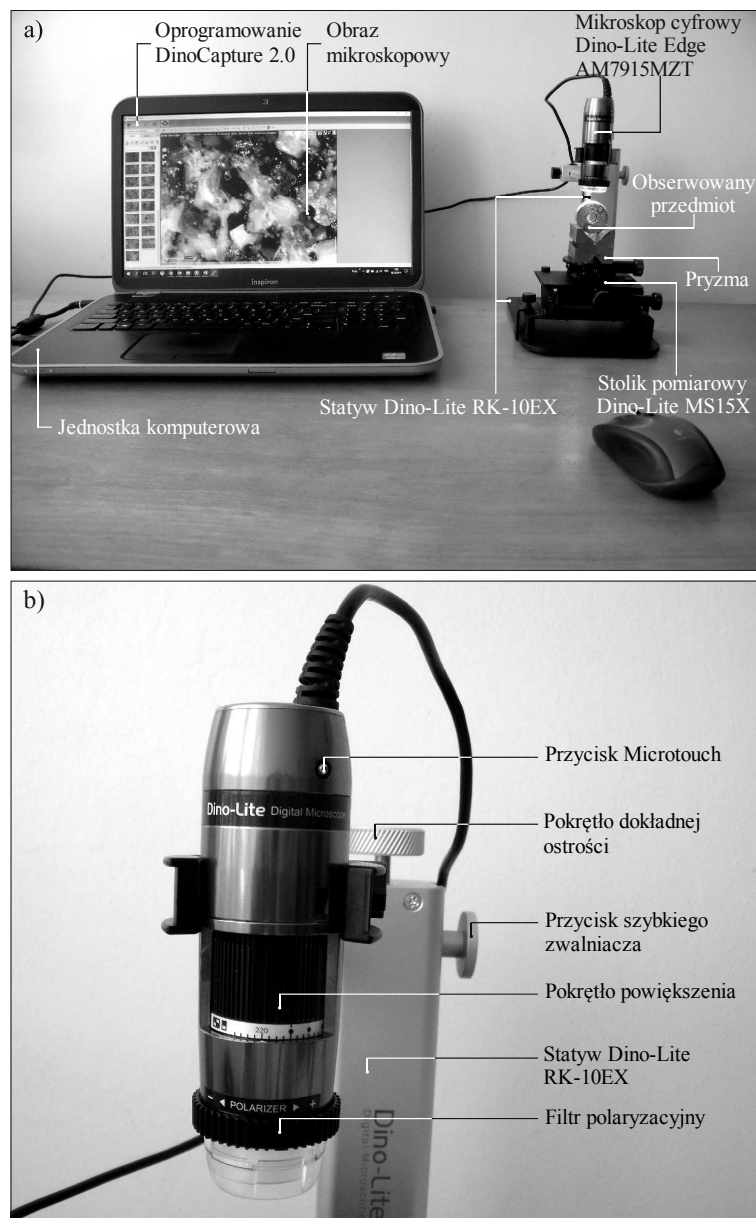 a)
Oprogramowanie
DinoCapture 2.0
Obraz
mikroskopowy
Mikroskop cyfrowy
Dino-Lite Edge
AM7915MZT
Obserwowany
przedmiot
Pryzma
Stolik pomiarowy
Dino-Lite MS15X
Statyw Dino-Lite RK-10EX
Jednostka komputerowa
inspiron
b)
Przycisk Microtouch
Dino-Lite Digital Microscope
Pokrętło dokładnej
ostrości
Przycisk szybkiego
zwalniacza
Pokrętło powiększenia
220
Statyw Dino-Lite
RK-10EX
- ◄ POLARIZER ► +
Filtr polaryzacyjny
Dino-Lite
Digital Microscope